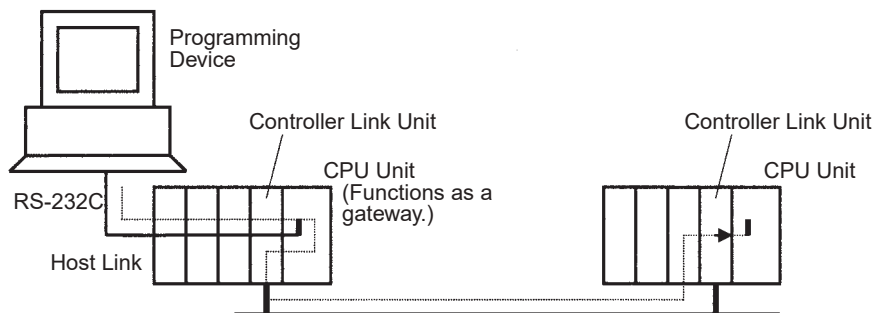 Programming
Device
Controller Link Unit
Controller Link Unit
CPU Unit
(Functions as a
gateway.)
CPU Unit
RS-232C
Host Link